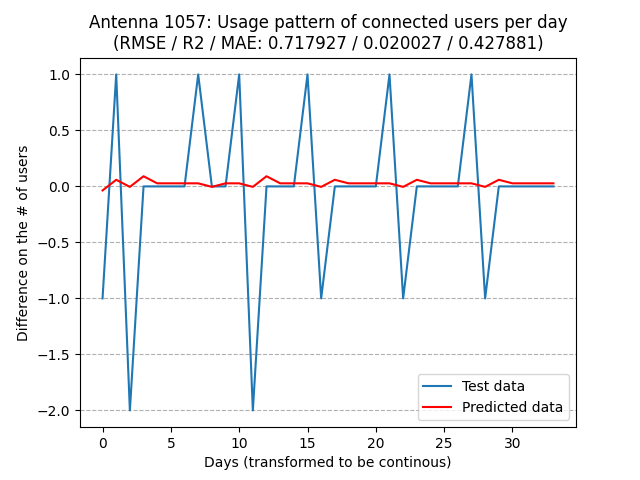 Antenna 1057: Usage pattern of connected users per day
(RMSE / R2 / MAE: 0.717927 / 0.020027 / 0.427881)
Difference on the # of users
1.0
0.5
0.0
−0.5
−1.0
−1.5
−2.0
Test data
Predicted data
0 5 10 15 20 25 30
Days (transformed to be continous)